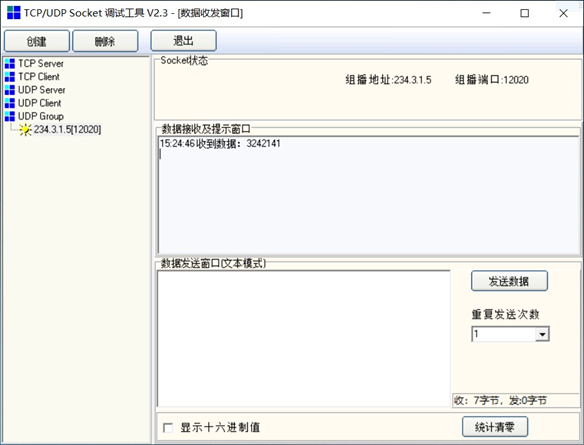 TCP/UDP Socket 调试工具 V2.3 - [数据收发窗口]
创建 删除 退出
TCP Server
TCP Client
UDP Server
UDP Client
UDP Group
234.3.1.5[12020]
Socket状态
组播地址:234.3.1.5 组播端口:12020
数据接收及提示窗口
15:24:46 收到数据：3242141
数据发送窗口(文本模式)
发送数据
重复发送次数
1
收：7字节，发:0字节
显示十六进制值
统计清零